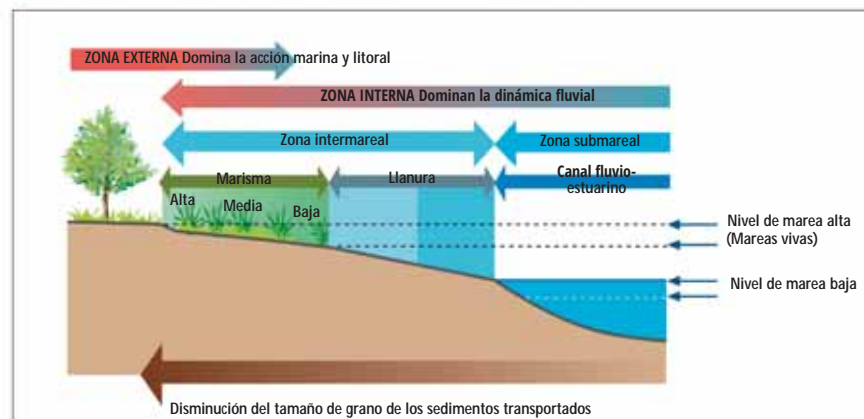 ZONA EXTERNA Domina la acción marina y litoral
ZONA INTERNA Dominan la dinámica fluvial
Zona intermareal
Zona submareal
Marisma
Llanura
Canal fluvio-
estuarino
Alta
Media
Baja
Nivel de marea alta
(Mareas vivas)
Nivel de marea baja
Disminución del tamaño de grano de los sedimentos transportados